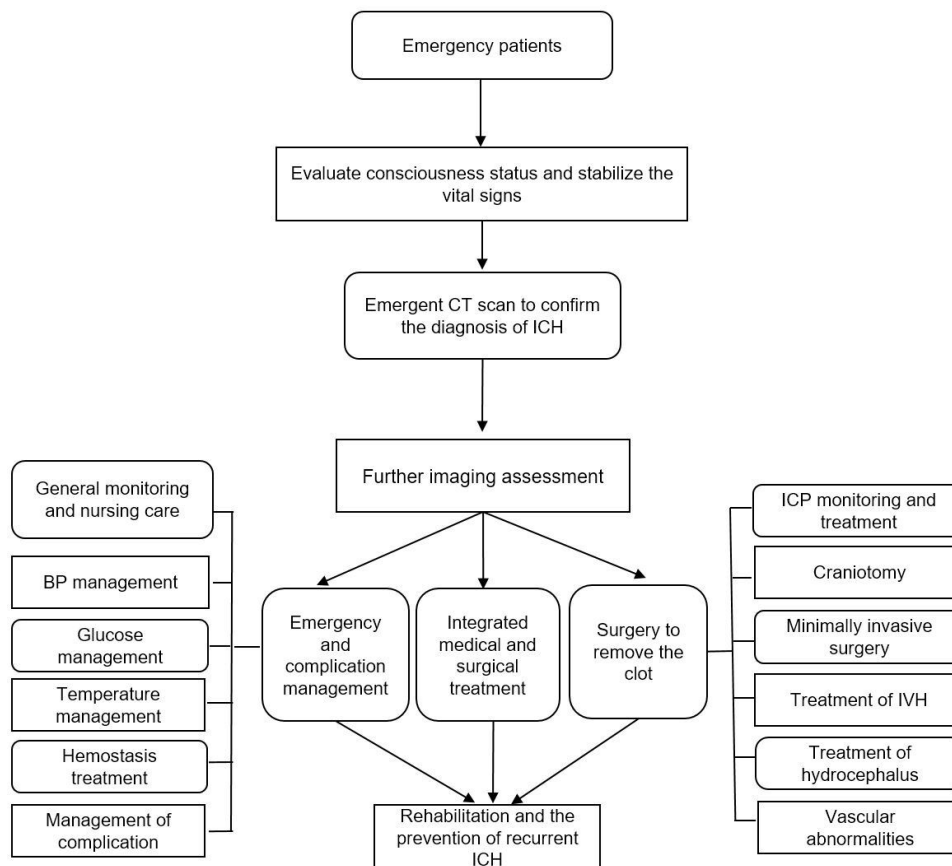 Emergency patients
Evaluate consciousness status and stabilize the
vital signs
Emergent CT scan to confirm
the diagnosis of ICH
Further imaging assessment
General monitoring
and nursing care
BP management
Glucose
management
Temperature
management
Hemostasis
treatment
Management of
complication
Emergency
and
complication
management
Integrated
medical and
surgical
treatment
Surgery to
remove the
clot
ICP monitoring and
treatment
Craniotomy
Minimally invasive
surgery
Treatment of IVH
Treatment of
hydrocephalus
Vascular
abnormalities
Rehabilitation and the
prevention of recurrent
ICH